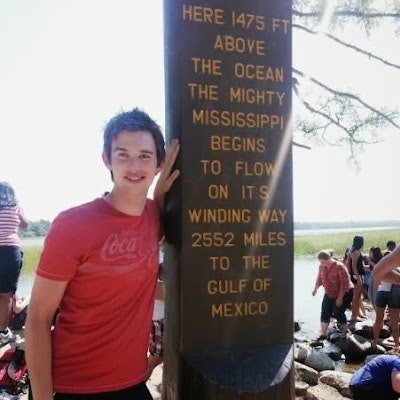 HERE 1475 FT
ABOVE
THE OCEAN
THE MIGHTY
MISSISSIPPI
BEGINS
TO FLOW
ON ITS
WINDING WAY
2552 MILES
TO THE
GULF OF
MEXICO
Coca-Cola